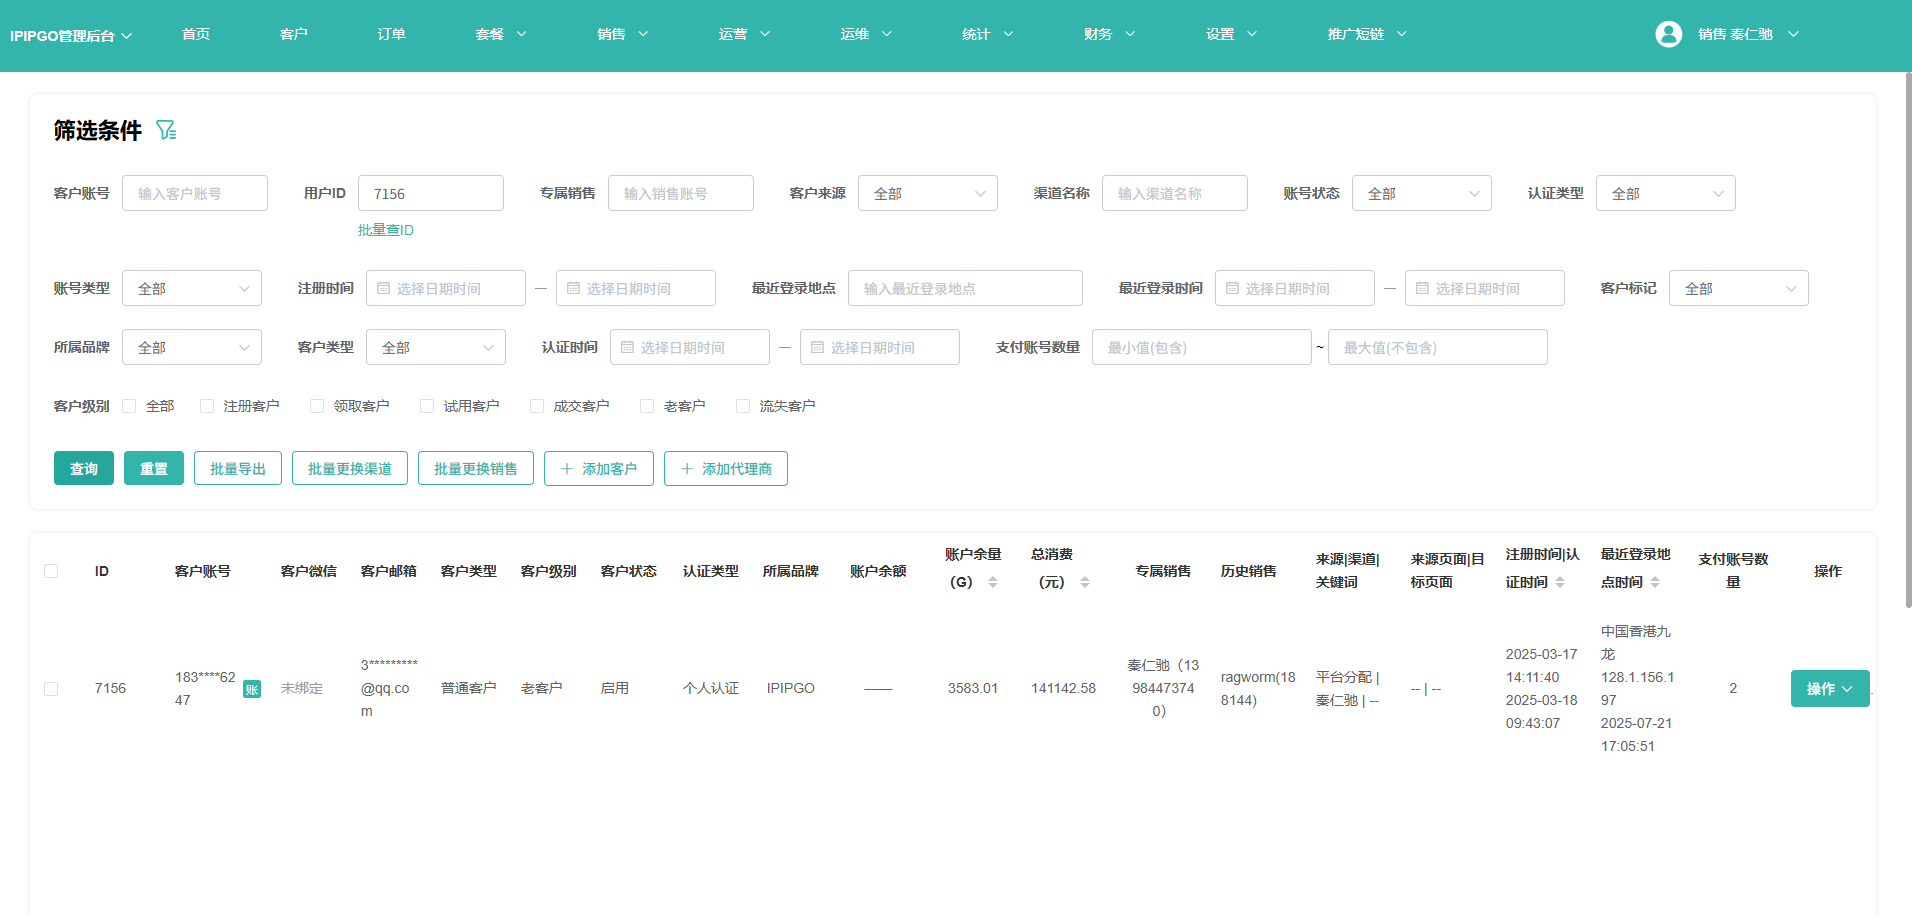 IPIPGO管理后台 首页 客户 订单 套餐 销售 运营 运维 统计 财务 设置 推广短链 销售 秦仁驰
筛选条件
客户账号 输入客户账号 用户ID 7156 专属销售 输入销售账号 客户来源 全部 渠道名称 输入渠道名称 账号状态 全部 认证类型 全部
批量查ID
账号类型 全部 注册时间 选择日期时间 — 选择日期时间 最近登录地点 输入最近登录地点 最近登录时间 选择日期时间 — 选择日期时间 客户标记 全部
所属品牌 全部 客户类型 全部 认证时间 选择日期时间 — 选择日期时间 支付账号数量 最小值(包含) ~ 最大值(不包含)
客户级别 全部 注册客户 领取客户 试用客户 成交客户 老客户 流失客户
查询 重置 批量导出 批量更换渠道 批量更换销售 添加客户 添加代理商
ID
客户账号
客户微信
客户邮箱
客户类型
客户级别
客户状态
认证类型
所属品牌
账户余额
账户余量
（G）
总消费
（元）
专属销售
历史销售
来源|渠道|
关键词
来源页面|目
标页面
注册时间|认
证时间
最近登录地
点时间
支付账号数
量
操作
7156
183****62
47
账
未绑定
3*********
@qq.co
m
普通客户
老客户
启用
个人认证
IPIPGO
——
3583.01
141142.58
秦仁驰（13
98447374
0）
ragworm(18
8144)
平台分配 |
秦仁驰 | --
-- | --
2025-03-17
14:11:40
2025-03-18
09:43:07
中国香港九
龙
128.1.156.1
97
2025-07-21
17:05:51
2
操作